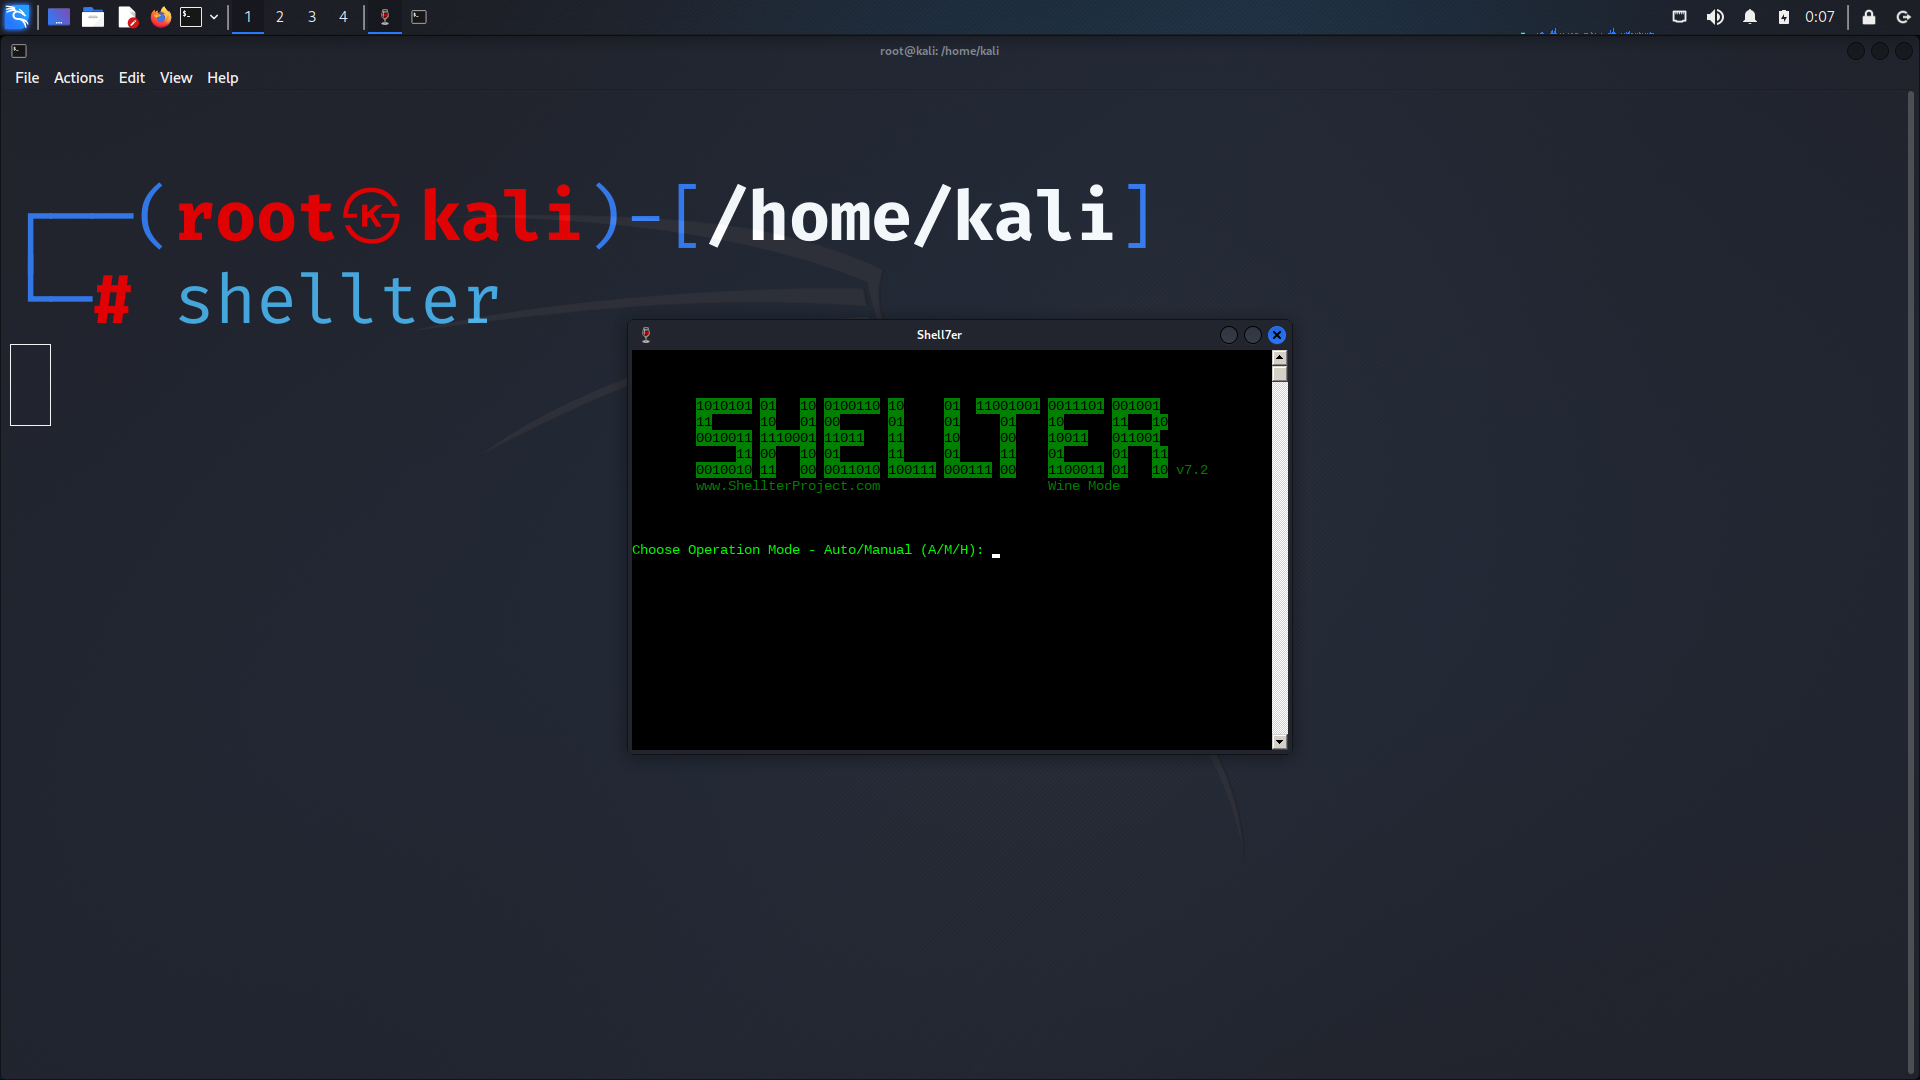 1 2 3 4 0:07
root@kali: /home/kali
File Actions Edit View Help
(root㉿kali)-[/home/kali]
# shellter
Shell7er
1010101 01 10 0100110 10 01 11001001 0011101 001001
11 10 01 00 01 01 01 10 11 10
0010011 1110001 11011 11 10 00 10011 011001
11 00 10 01 11 01 11 01 01 11
0010010 11 00 0011010 100111 000111 00 1100011 01 10 v7.2
www.ShellterProject.com Wine Mode
Choose Operation Mode - Auto/Manual (A/M/H):